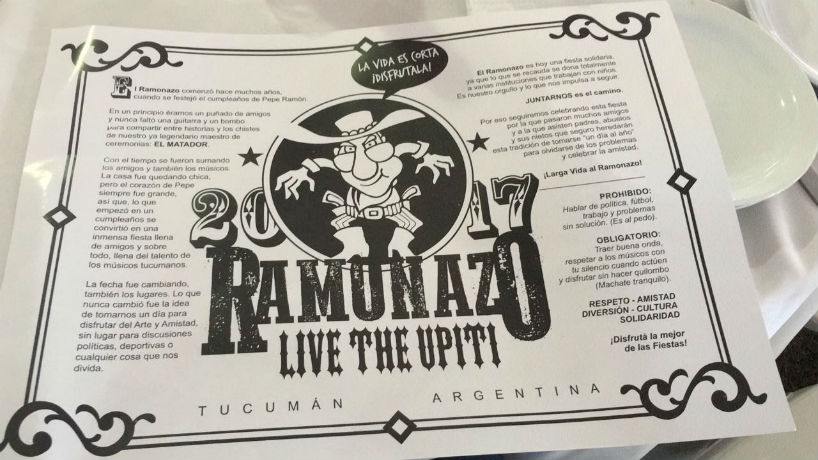 LA VIDA ES CORTA
¡DISFRUTALA!
El Ramonazo comenzó hace muchos años,
cuando se festejó el cumpleaños de Pepe Ramón.
En un principio éramos un puñado de amigos
y nunca faltó una guitarra y un bombo
para compartir entre historias y los chistes
de nuestro ya legendario maestro de
ceremonias: EL MATADOR.
Con el tiempo se fueron sumando
los amigos y también los músicos.
La casa fue quedando chica,
pero el corazón de Pepe
siempre fue grande,
así que, lo que
empezó en un
cumpleaños se
convirtió en una
inmensa fiesta llena
de amigos y sobre
todo, llena del talento de
los músicos tucumanos.
La fecha fue cambiando,
también los lugares. Lo que
nunca cambió fue la idea
de tomarnos un día para
disfrutar del Arte y Amistad,
sin lugar para discusiones
políticas, deportivas o
cualquier cosa que nos
divida.
2017
RAMONAZO
LIVE THE UPITI
TUCUMÁN ARGENTINA
El Ramonazo es hoy una fiesta solidaria,
ya que lo que se recauda se dona totalmente
a varias instituciones que trabajan con niños.
Es nuestro orgullo y lo que nos impulsa a seguir.
JUNTARNOS es el camino.
Por eso seguiremos celebrando esta fiesta
por la que pasaron muchos amigos
y a la que asisten padres, abuelos
y sus nietos que seguro heredarán
esta tradición de tomarse "un día al año"
para olvidarse de los problemas
y celebrar la amistad.
¡Larga Vida al Ramonazo!
PROHIBIDO:
Hablar de política, fútbol,
trabajo y problemas
sin solución. (Es al pedo).
OBLIGATORIO:
Traer buena onda,
respetar a los músicos con
tu silencio cuando actúen
y disfrutar sin hacer quilombo
(Machate tranquilo).
RESPETO - AMISTAD
DIVERSIÓN - CULTURA
SOLIDARIDAD
¡Disfrutá la mejor
de las Fiestas!